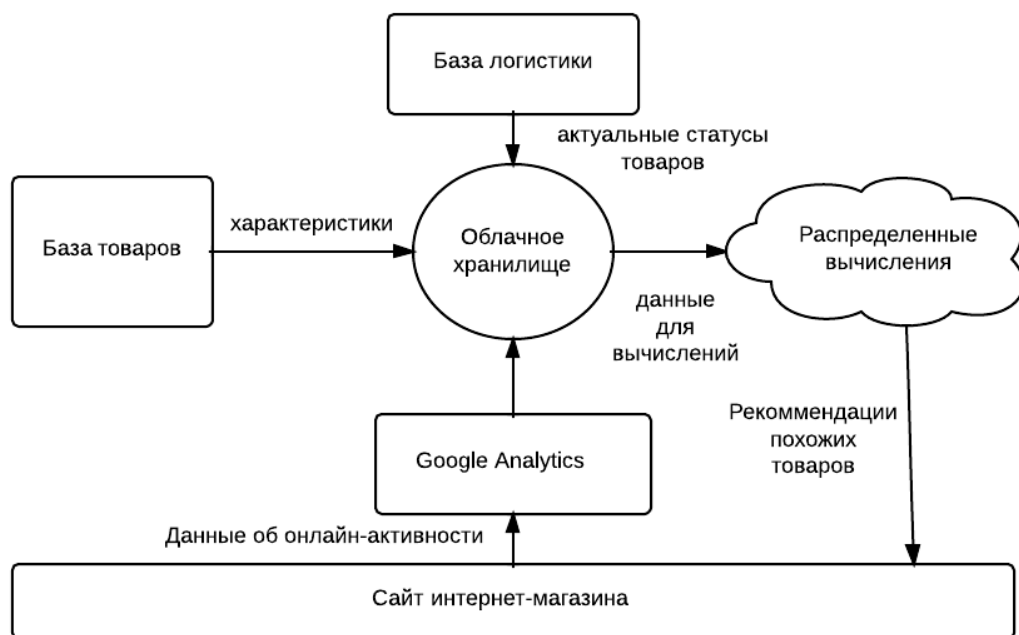 База логистики
актуальные статусы
товаров
База товаров
характеристики
Облачное
хранилище
Распределенные
вычисления
данные
для
вычислений
Рекоммендации
похожих
товаров
Google Analytics
Данные об онлайн-активности
Сайт интернет-магазина